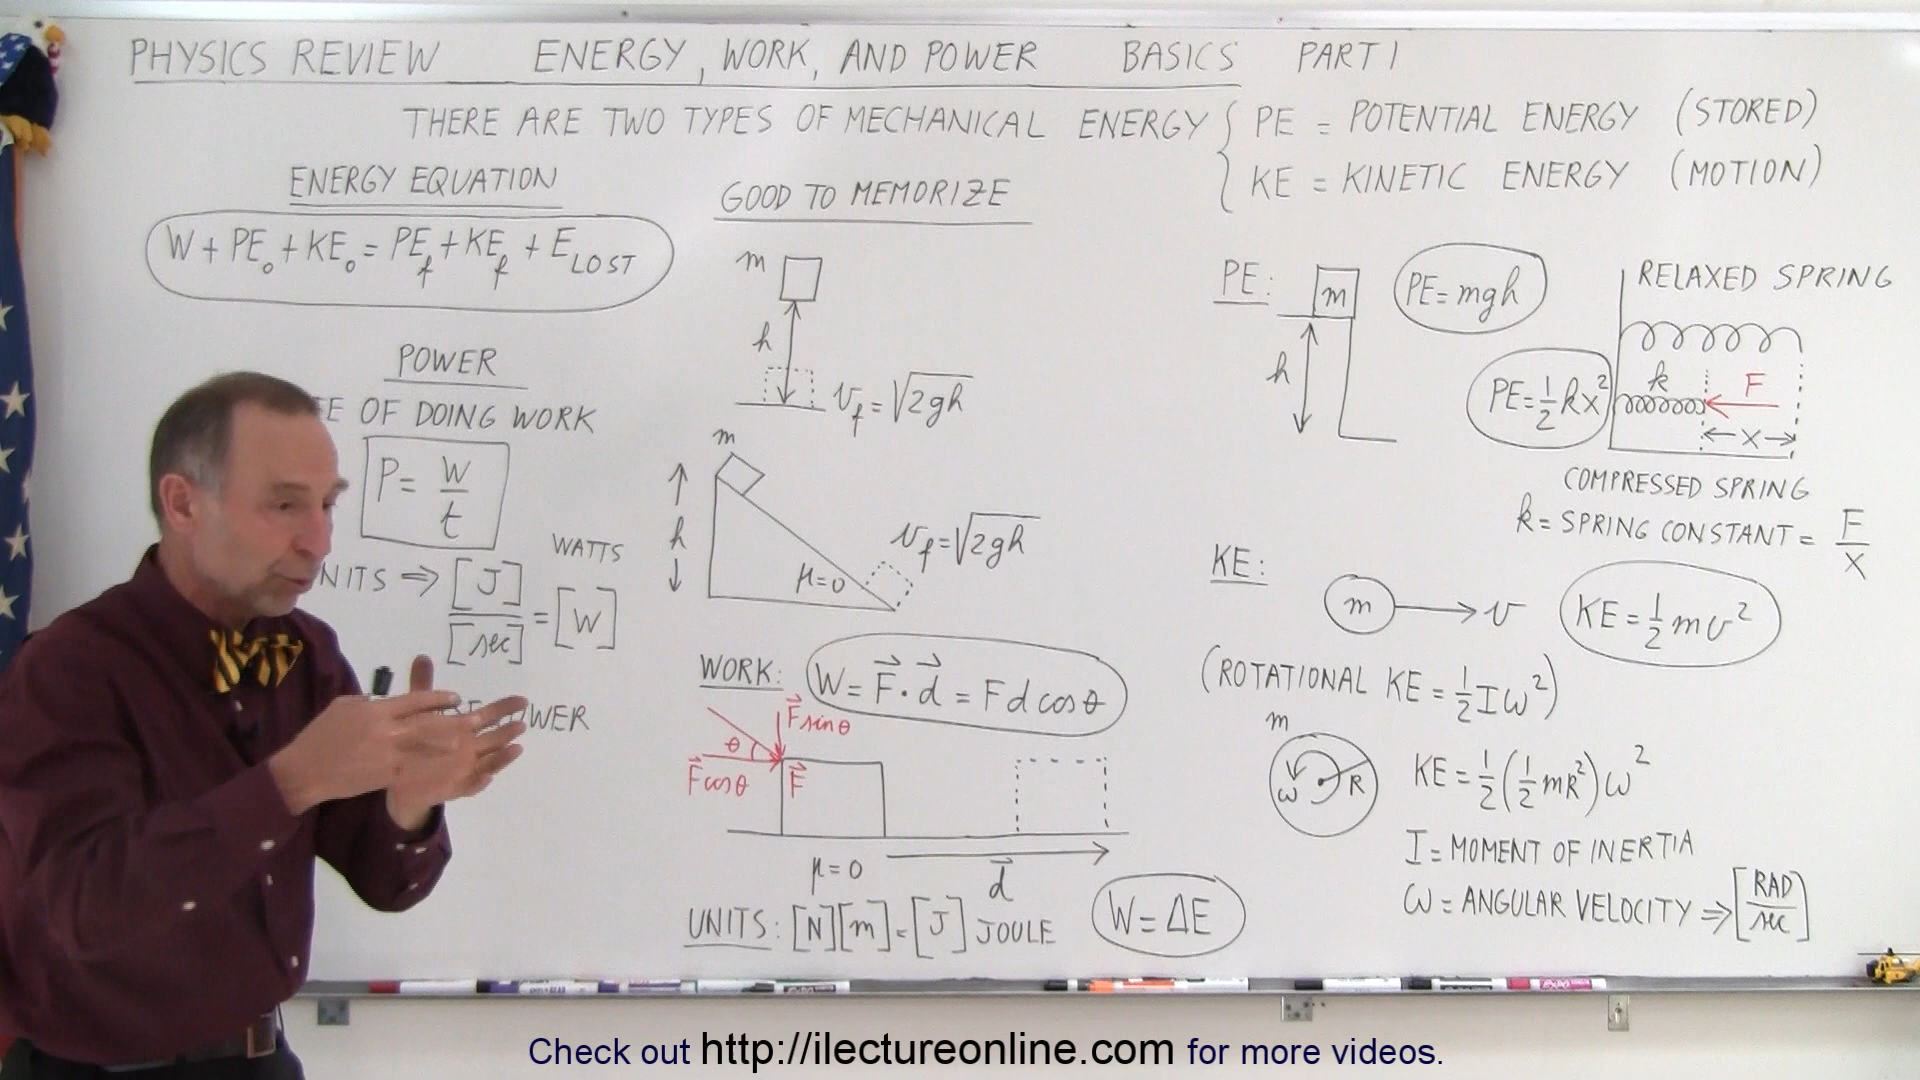 PHYSICS REVIEW ENERGY, WORK, AND POWER BASICS PART 1
THERE ARE TWO TYPES OF MECHANICAL ENERGY { PE = POTENTIAL ENERGY (STORED)
KE = KINETIC ENERGY (MOTION)
ENERGY EQUATION
W + PE₀ + KE₀ = PE_f + KE_f + E_LOST
POWER
OF DOING WORK
P = W/t
⇒ [J]/[sec] = [W]
WATTS
GOOD TO MEMORIZE
m
h
v_f = √2gh
m
h
μ=0
v_f = √2gh
WORK: W = F⃗ · d⃗ = Fd cosθ
F⃗ sinθ
θ
F⃗ cosθ
F⃗
μ = 0
d⃗
UNITS: [N][m] = [J] JOULE
W = ΔE
PE:
m
PE = mgh
h
RELAXED SPRING
PE = ½kx²
k
F
x
COMPRESSED SPRING
k = SPRING CONSTANT = F/x
KE:
m → v
KE = ½mv²
(ROTATIONAL KE = ½Iω²)
m
ω
R
KE = ½(½mR²)ω²
I = MOMENT OF INERTIA
ω = ANGULAR VELOCITY ⇒ [RAD/sec]
Check out http://ilectureonline.com for more videos.